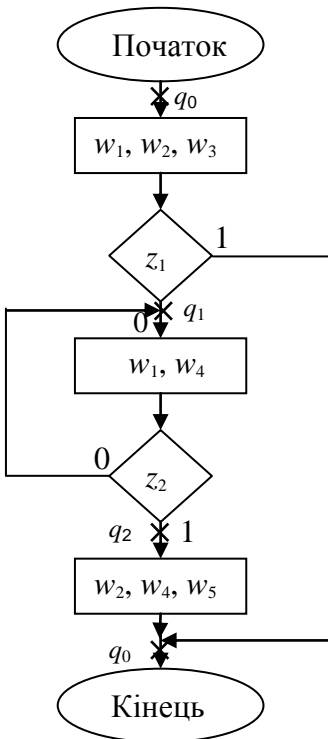 Початок
q₀
w₁, w₂, w₃
z₁
1
0
q₁
w₁, w₄
0
z₂
q₂
1
w₂, w₄, w₅
q₀
Кінець